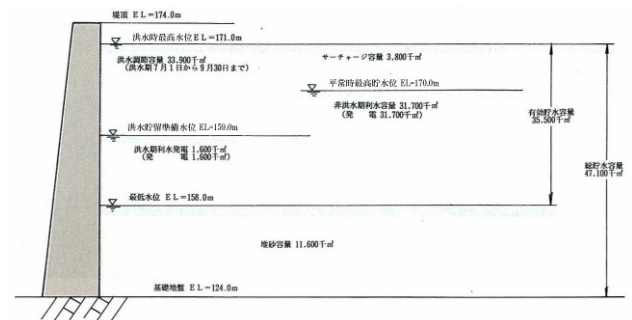 堤頂 EL=174.0m
洪水時最高水位EL=171.0m
洪水調節容量 33.900千㎥
(洪水期7月1日から9月30日まで)
サーチャージ容量 3.800千㎥
平常時最高貯水位 EL=170.0m
非洪水期利水容量 31.700千㎥
(発 電 31.700千㎥)
有効貯水容量
35.500千㎥
洪水貯留準備水位 EL=159.0m
洪水期利水発電 1.600千㎥
(発 電 1.600千㎥)
総貯水容量
47.100千㎥
最低水位 EL=158.0m
堆砂容量 11.600千㎥
基礎地盤 EL=124.0m